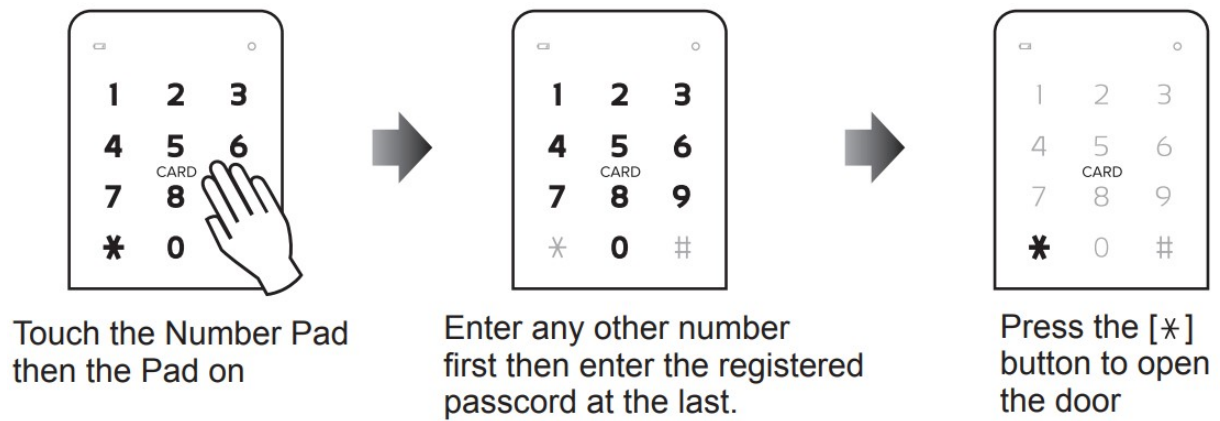 1 2 3
4 5 6
CARD
7 8
* 0
Touch the Number Pad
then the Pad on
1 2 3
4 5 6
CARD
7 8 9
* 0 #
Enter any other number
first then enter the registered
passcord at the last.
1 2 3
4 5 6
CARD
7 8 9
* 0 #
Press the [*]
button to open
the door